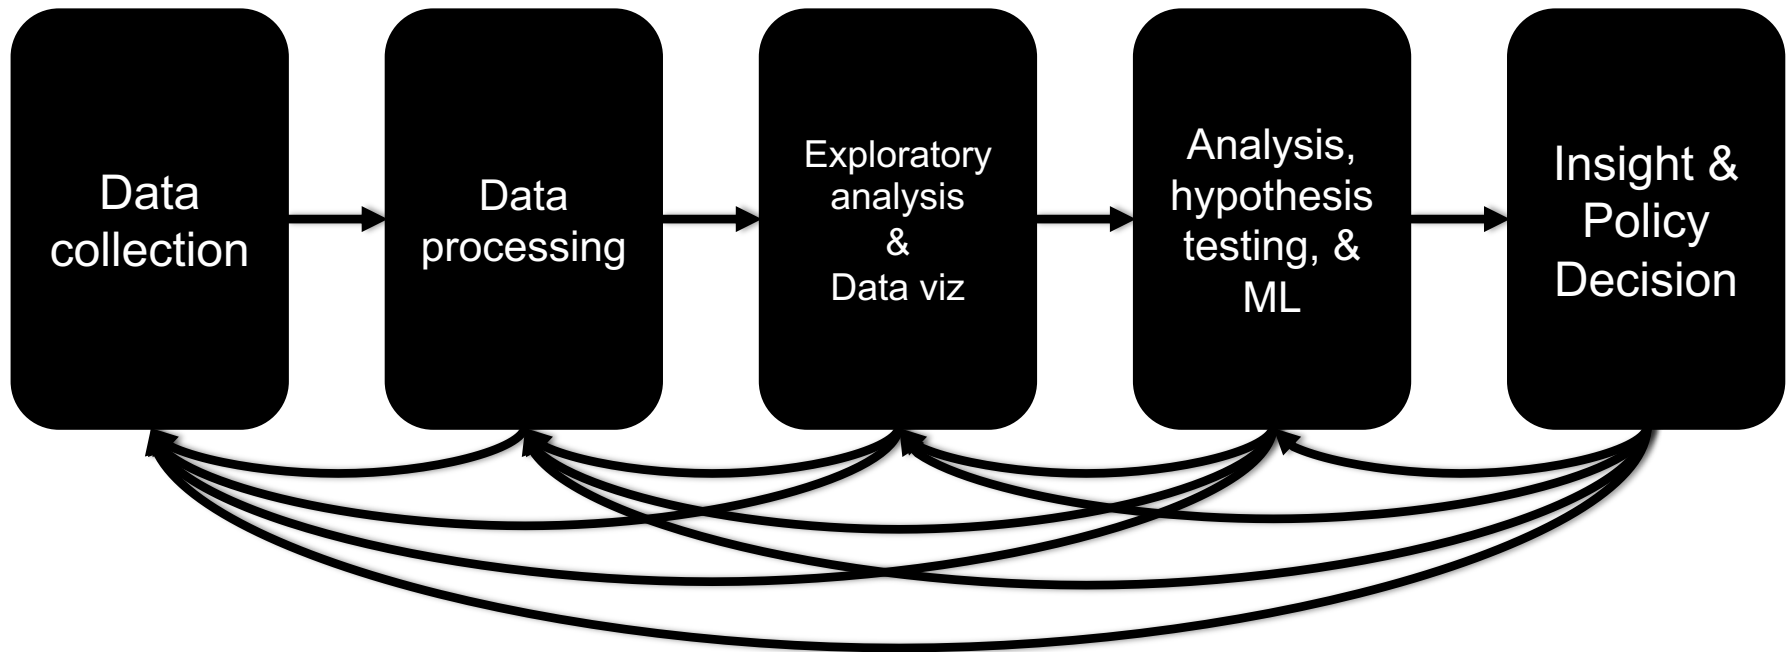 Data
collection
Data
processing
Exploratory
analysis
&
Data viz
Analysis,
hypothesis
testing, &
ML
Insight &
Policy
Decision